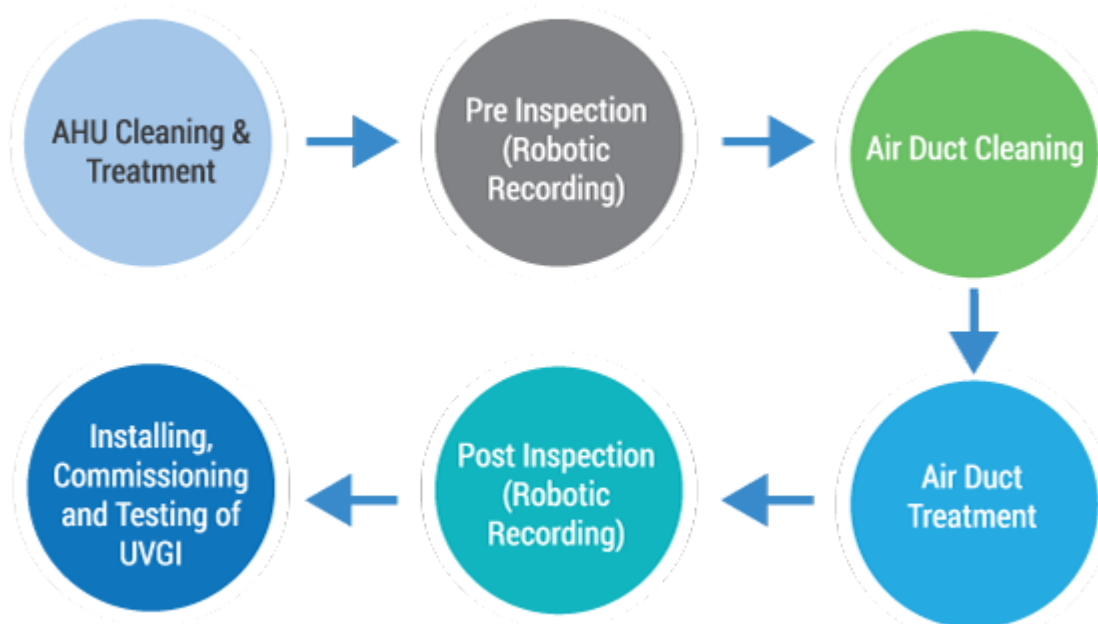 AHU Cleaning &
Treatment
Pre Inspection
(Robotic
Recording)
Air Duct Cleaning
Air Duct
Treatment
Post Inspection
(Robotic
Recording)
Installing,
Commissioning
and Testing of
UVGI